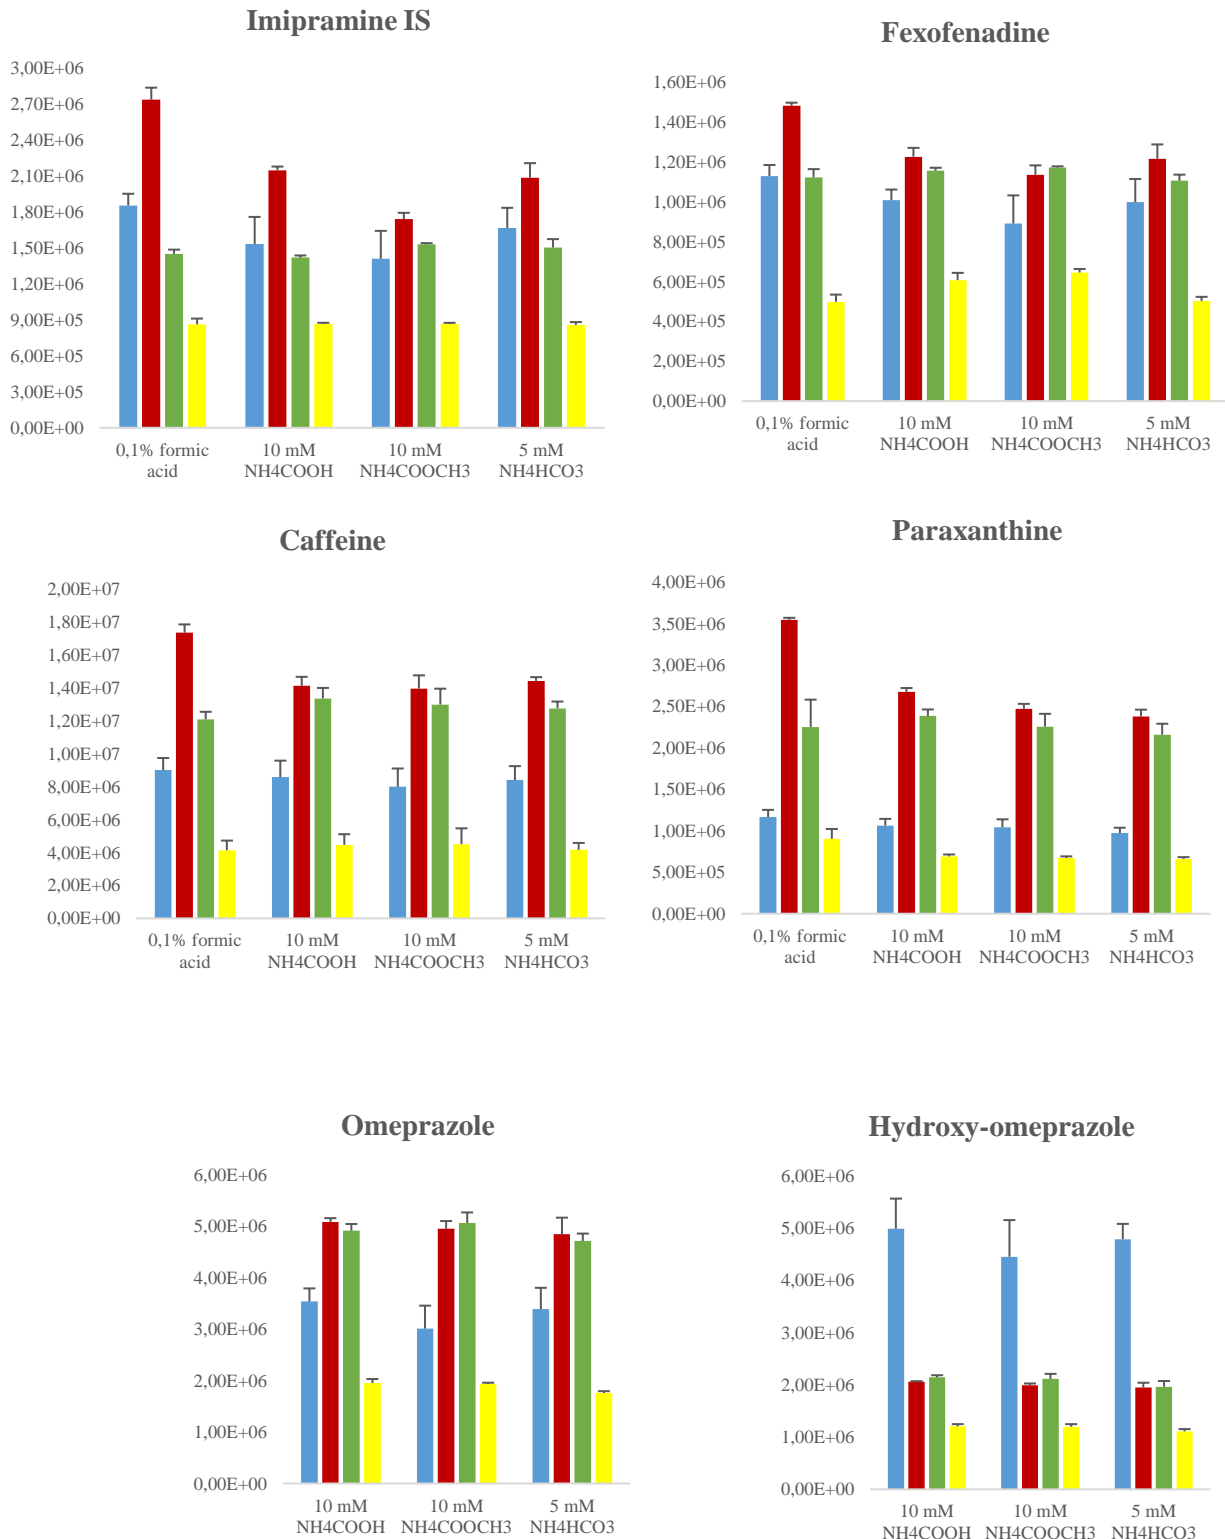 Imipramine IS
3,00E+06
2,70E+06
2,40E+06
2,10E+06
1,80E+06
1,50E+06
1,20E+06
9,00E+05
6,00E+05
3,00E+05
0,00E+00
0,1% formic acid
10 mM NH4COOH
10 mM NH4COOCH3
5 mM NH4HCO3
Fexofenadine
1,60E+06
1,40E+06
1,20E+06
1,00E+06
8,00E+05
6,00E+05
4,00E+05
2,00E+05
0,00E+00
0,1% formic acid
10 mM NH4COOH
10 mM NH4COOCH3
5 mM NH4HCO3
Caffeine
2,00E+07
1,80E+07
1,60E+07
1,40E+07
1,20E+07
1,00E+07
8,00E+06
6,00E+06
4,00E+06
2,00E+06
0,00E+00
0,1% formic acid
10 mM NH4COOH
10 mM NH4COOCH3
5 mM NH4HCO3
Paraxanthine
4,00E+06
3,50E+06
3,00E+06
2,50E+06
2,00E+06
1,50E+06
1,00E+06
5,00E+05
0,00E+00
0,1% formic acid
10 mM NH4COOH
10 mM NH4COOCH3
5 mM NH4HCO3
Omeprazole
6,00E+06
5,00E+06
4,00E+06
3,00E+06
2,00E+06
1,00E+06
0,00E+00
10 mM NH4COOH
10 mM NH4COOCH3
5 mM NH4HCO3
Hydroxy-omeprazole
6,00E+06
5,00E+06
4,00E+06
3,00E+06
2,00E+06
1,00E+06
0,00E+00
10 mM NH4COOH
10 mM NH4COOCH3
5 mM NH4HCO3